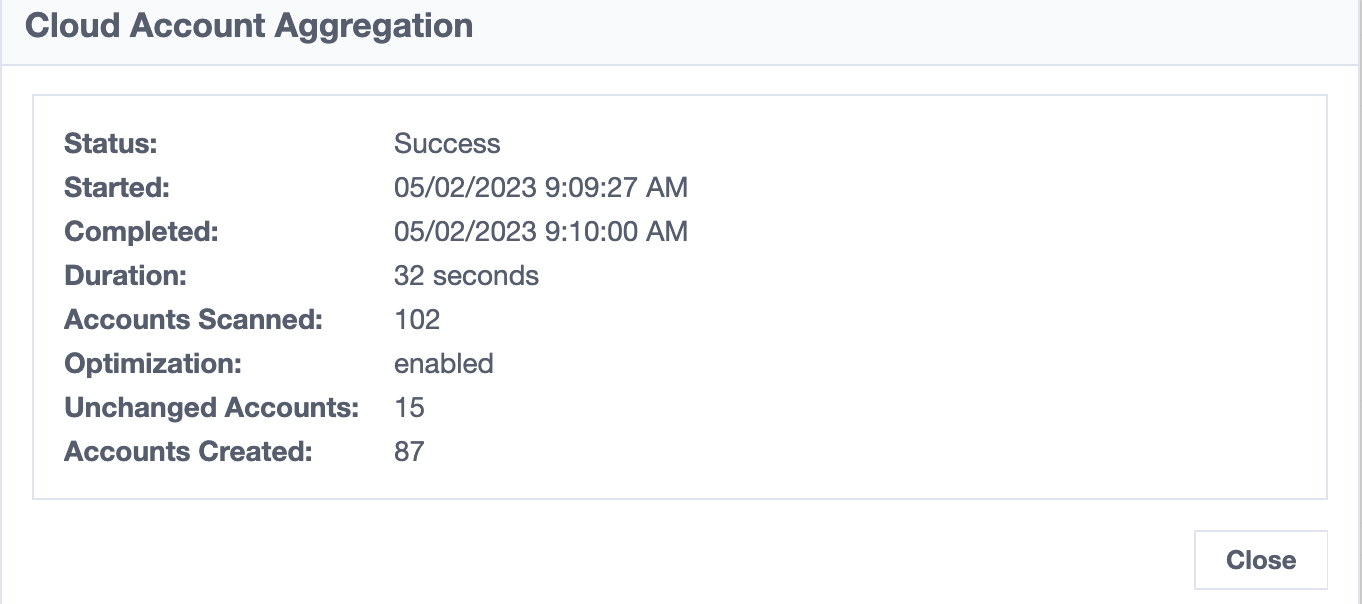 Cloud Account Aggregation
Status: Success
Started: 05/02/2023 9:09:27 AM
Completed: 05/02/2023 9:10:00 AM
Duration: 32 seconds
Accounts Scanned: 102
Optimization: enabled
Unchanged Accounts: 15
Accounts Created: 87
Close